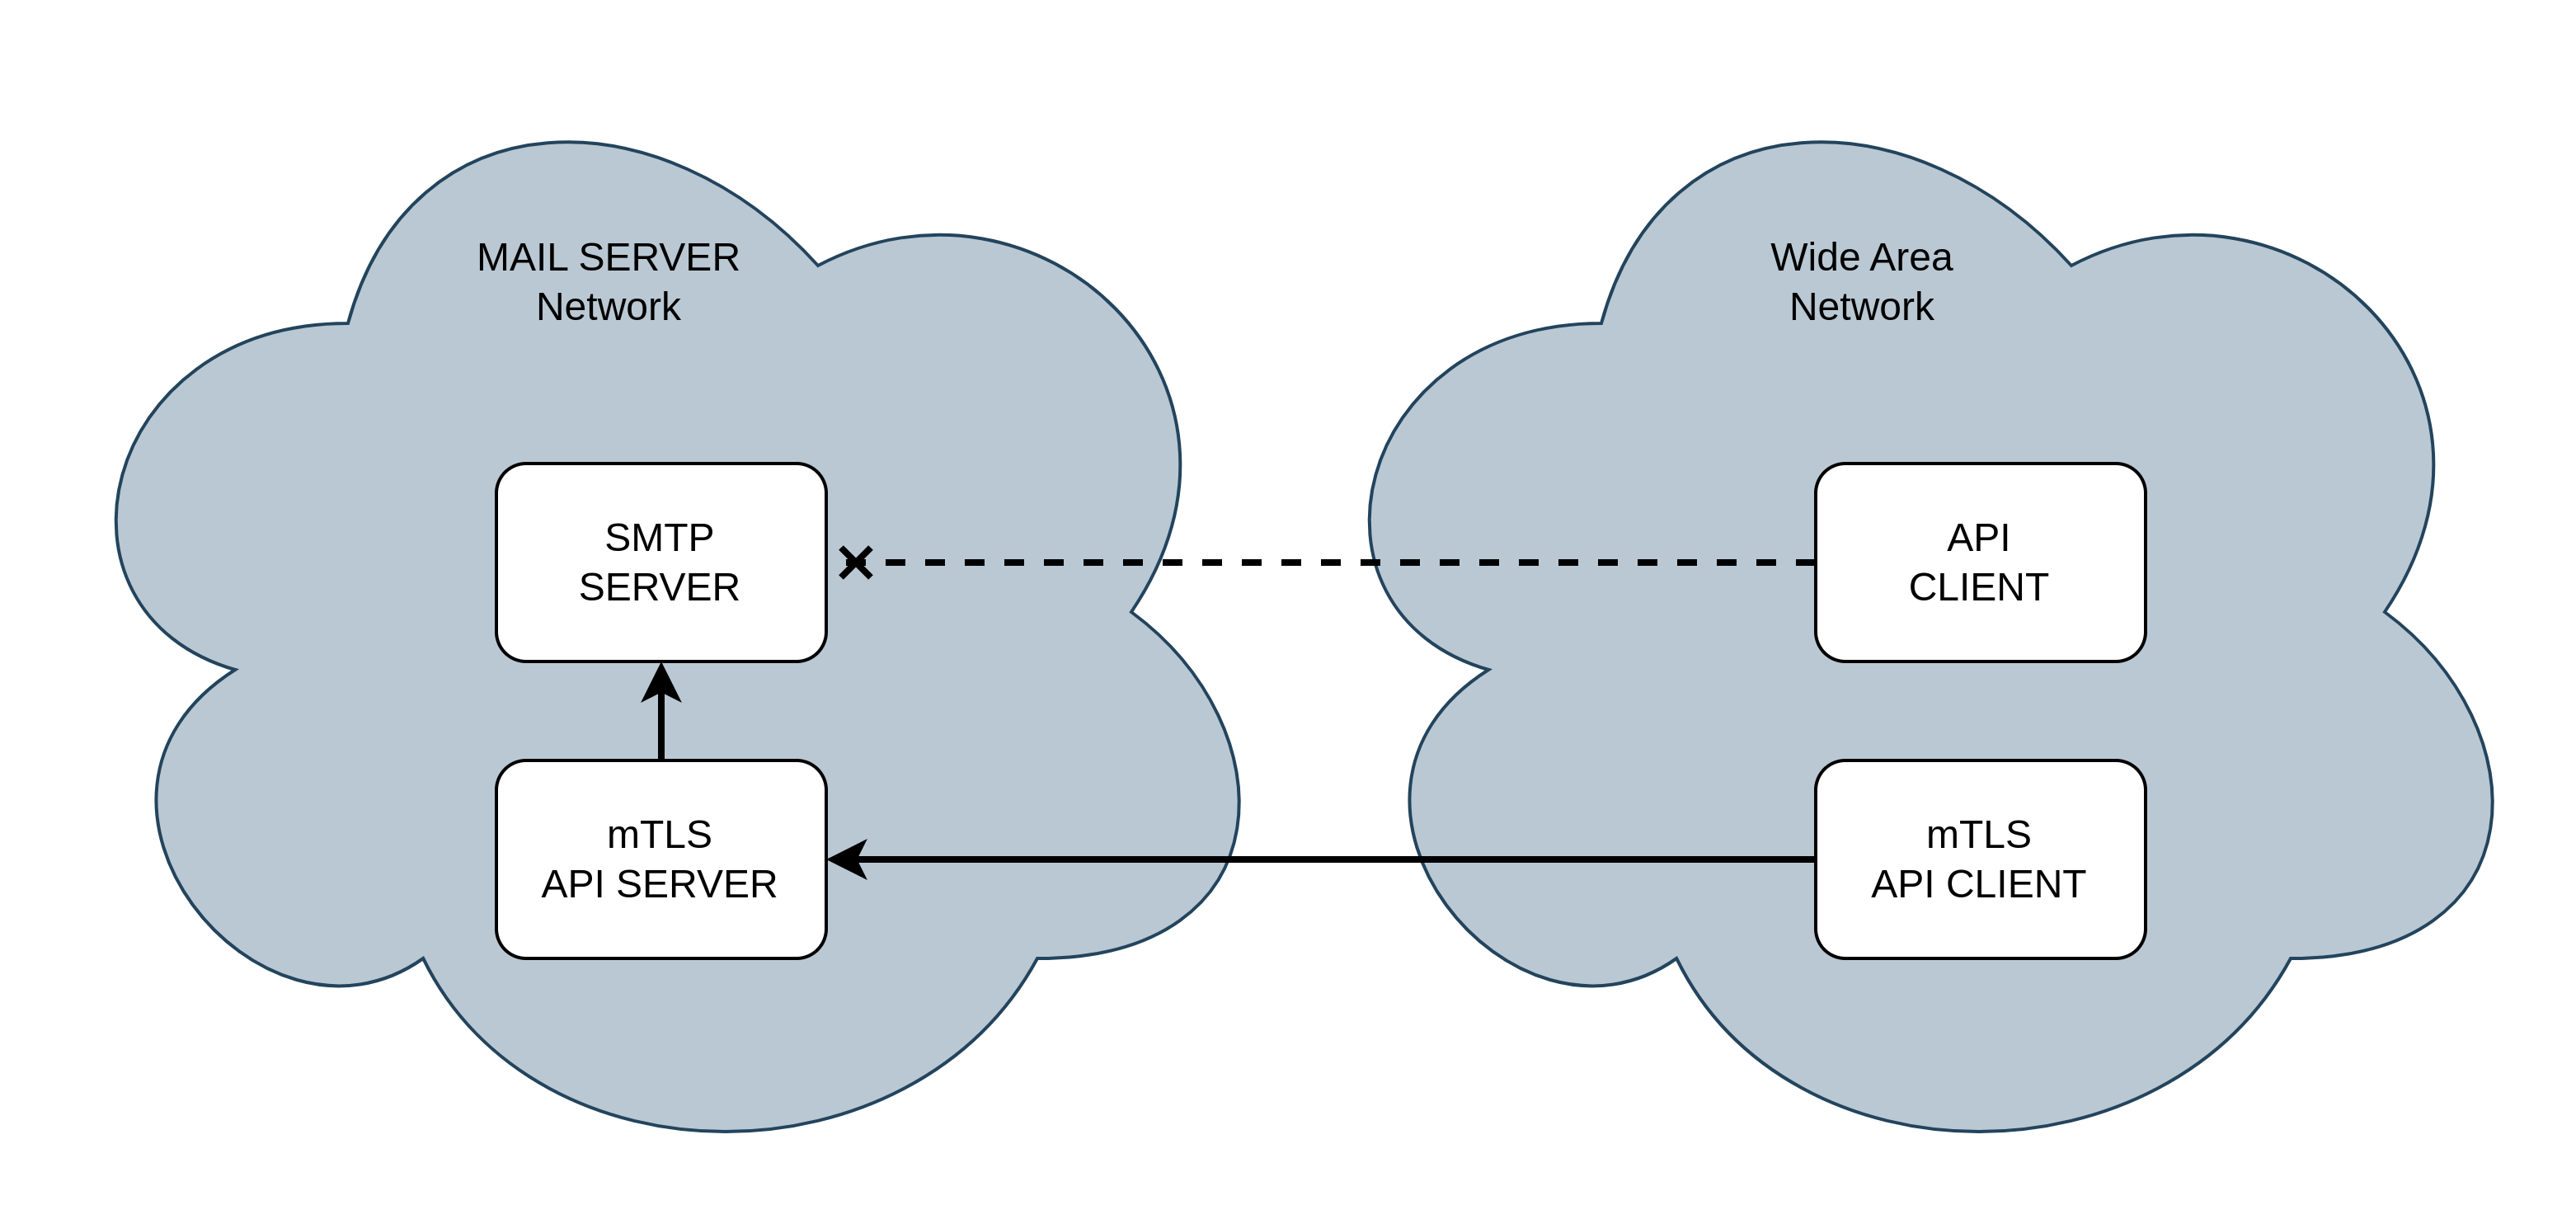 MAIL SERVER
Network
Wide Area
Network
SMTP
SERVER
API
CLIENT
mTLS
API SERVER
mTLS
API CLIENT